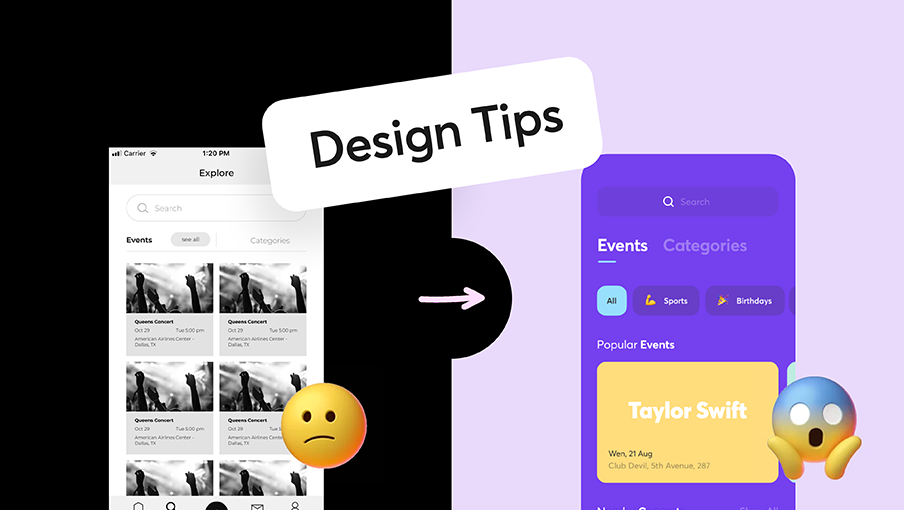 Design Tips
Carrier
1:20 PM
Explore
Search
Events
see all
Categories
Queens Concert
Oct 29
Tue 5:00 pm
American Airlines Center -
Dallas, TX
Queens Concert
Oct 29
Tue 5:00 pm
American Airlines Center -
Dallas, TX
Queens Concert
Oct 29
Tue 5:00 pm
American Airlines Center -
Dallas, TX
Queens Concert
Oct 29
American Airlines Center -
Dallas, TX
Search
Events
Categories
All
Sports
Birthdays
Popular Events
Taylor Swift
Wen, 21 Aug
Club Devil, 5th Avenue, 287